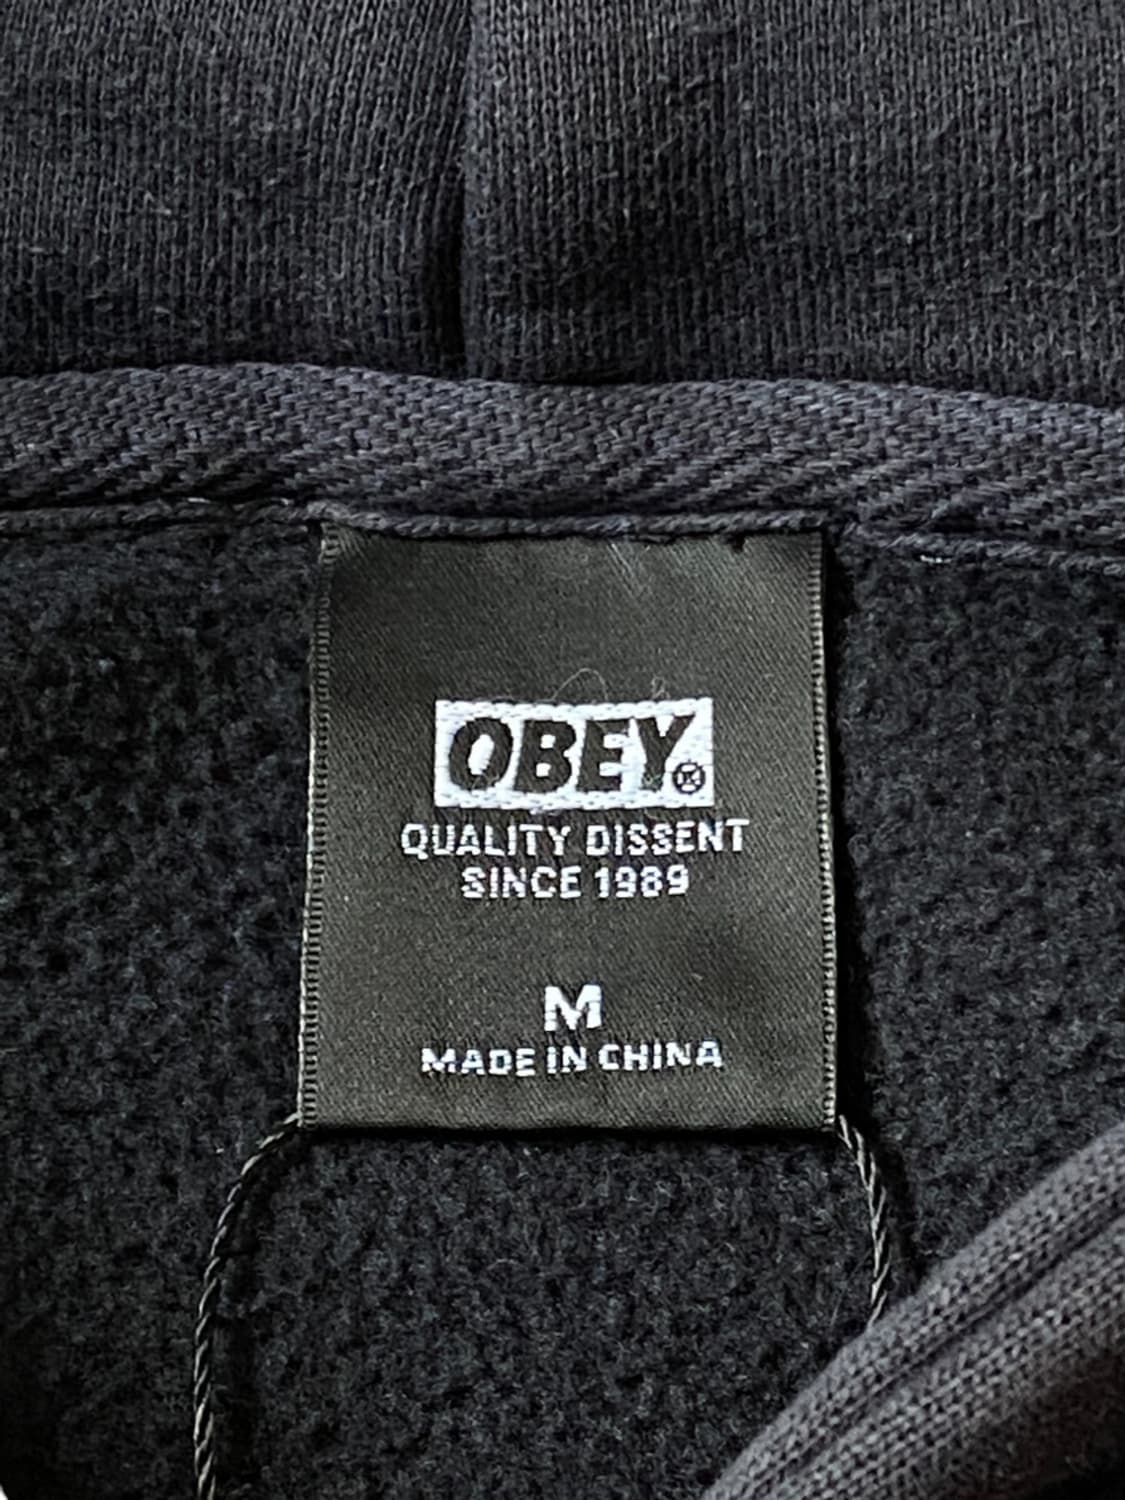 OBEY®
QUALITY DISSENT
SINCE 1989
M
MADE IN CHINA